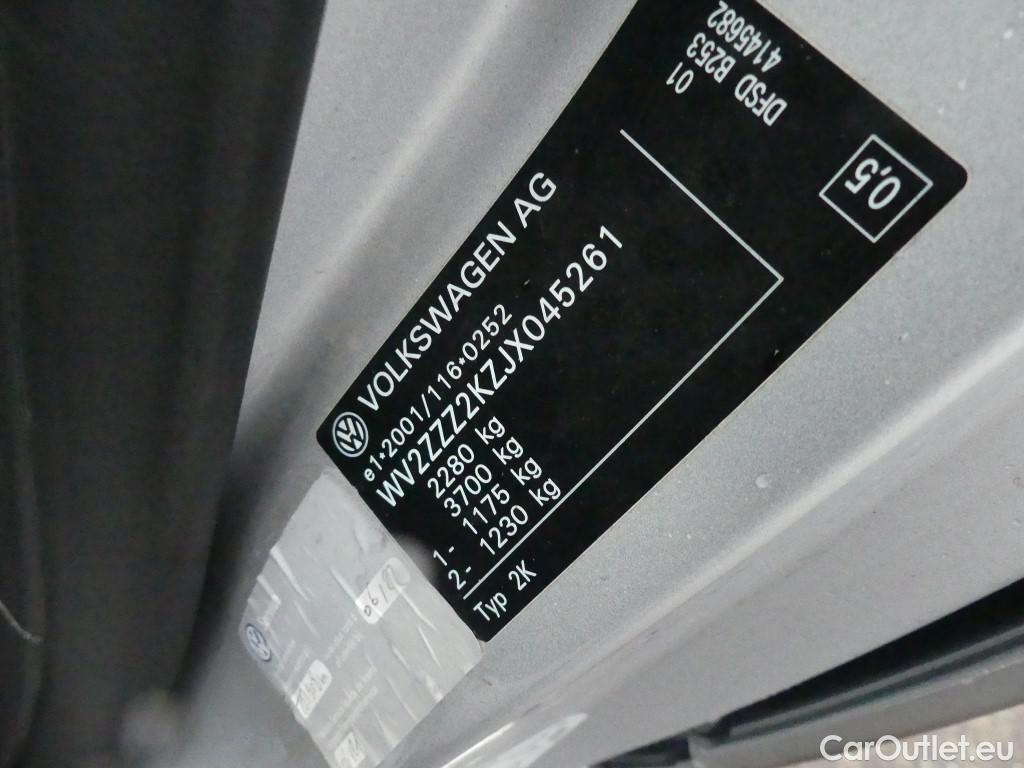 VOLKSWAGEN AG
e1*2001/116*0252
WV2ZZZ2KZJX045261
2280 kg
3700 kg
1- 1175 kg
2- 1230 kg
Typ 2K
01
DFSD B253
4145682
0,5
CarOutlet.eu